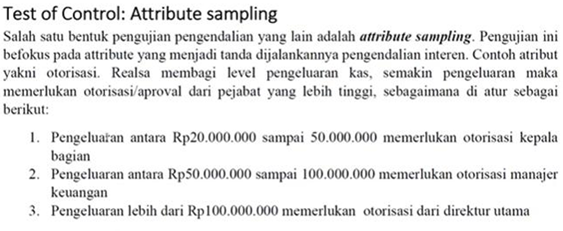 Test of Control: Attribute sampling
Salah satu bentuk pengujian pengendalian yang lain adalah attribute sampling. Pengujian ini
befokus pada attribute yang menjadi tanda dijalankannya pengendalian interen. Contoh atribut
yakni otorisasi. Realsa membagi level pengeluaran kas, semakin pengeluaran maka
memerlukan otorisasi/aproval dari pejabat yang lebih tinggi, sebagaimana di atur sebagai
berikut:
1. Pengeluaran antara Rp20.000.000 sampai 50.000.000 memerlukan otorisasi kepala
bagian
2. Pengeluaran antara Rp50.000.000 sampai 100.000.000 memerlukan otorisasi manajer
keuangan
3. Pengeluaran lebih dari Rp100.000.000 memerlukan otorisasi dari direktur utama